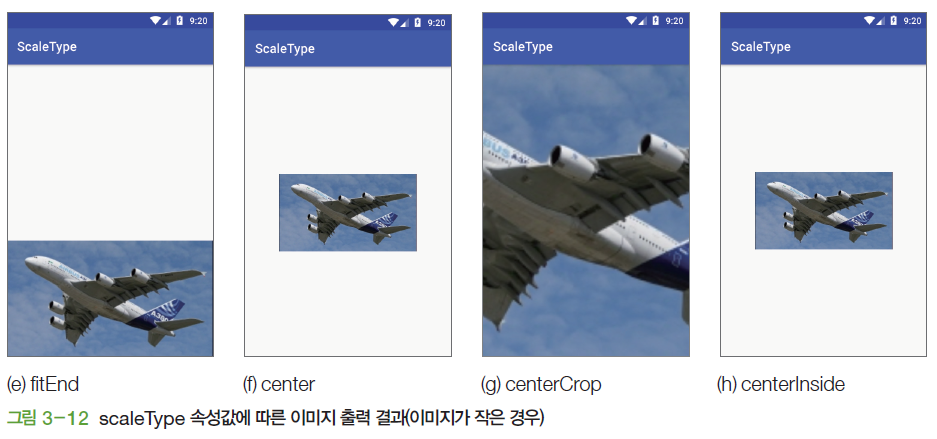 9:20 9:20 9:20 9:20
ScaleType ScaleType ScaleType ScaleType
(e) fitEnd (f) center (g) centerCrop (h) centerInside
그림 3-12 scaleType 속성값에 따른 이미지 출력 결과(이미지가 작은 경우)